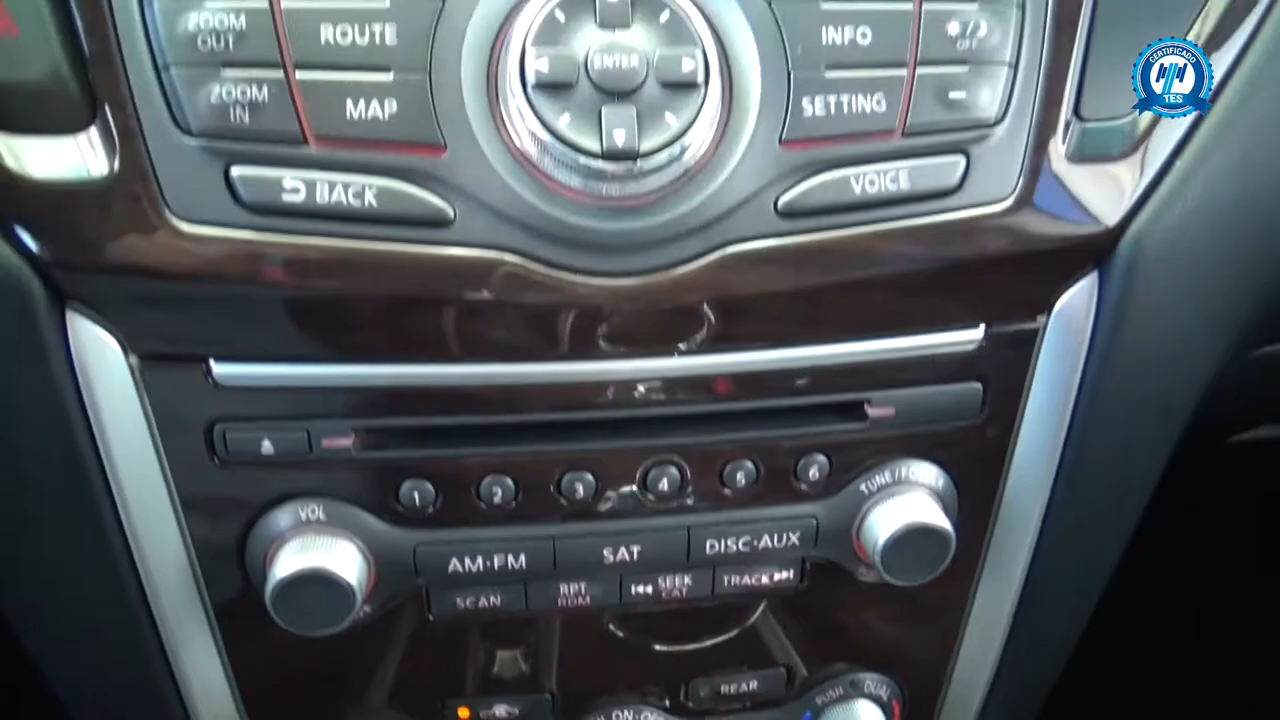 ZOOM OUT
ROUTE
ENTER
INFO
OFF
CERTIFICADO
TES
ZOOM IN
MAP
SETTING
BACK
VOICE
1 2 3 4 5 6
VOL
TUNE/FOLDER
AM·FM
SAT
DISC·AUX
SCAN
RPT
RDM
SEEK
CAT
TRACK
REAR
PUSH
DUAL